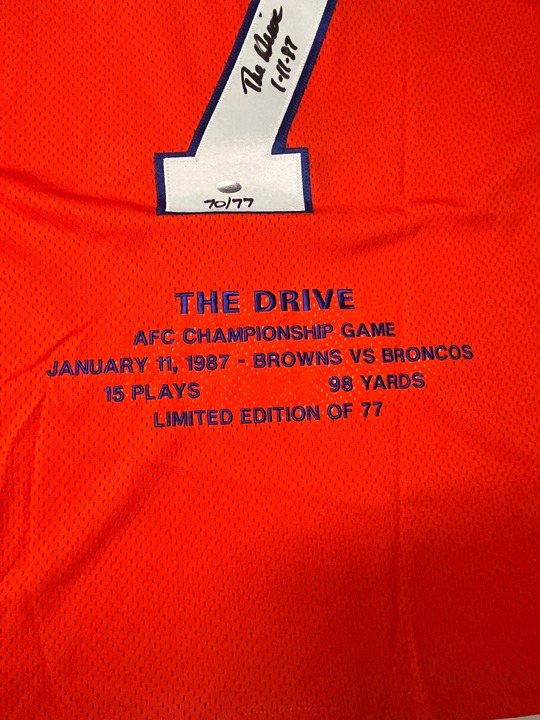 7
The Drive
1-11-87
70/77
THE DRIVE
AFC CHAMPIONSHIP GAME
JANUARY 11, 1987 - BROWNS VS BRONCOS
15 PLAYS 98 YARDS
LIMITED EDITION OF 77